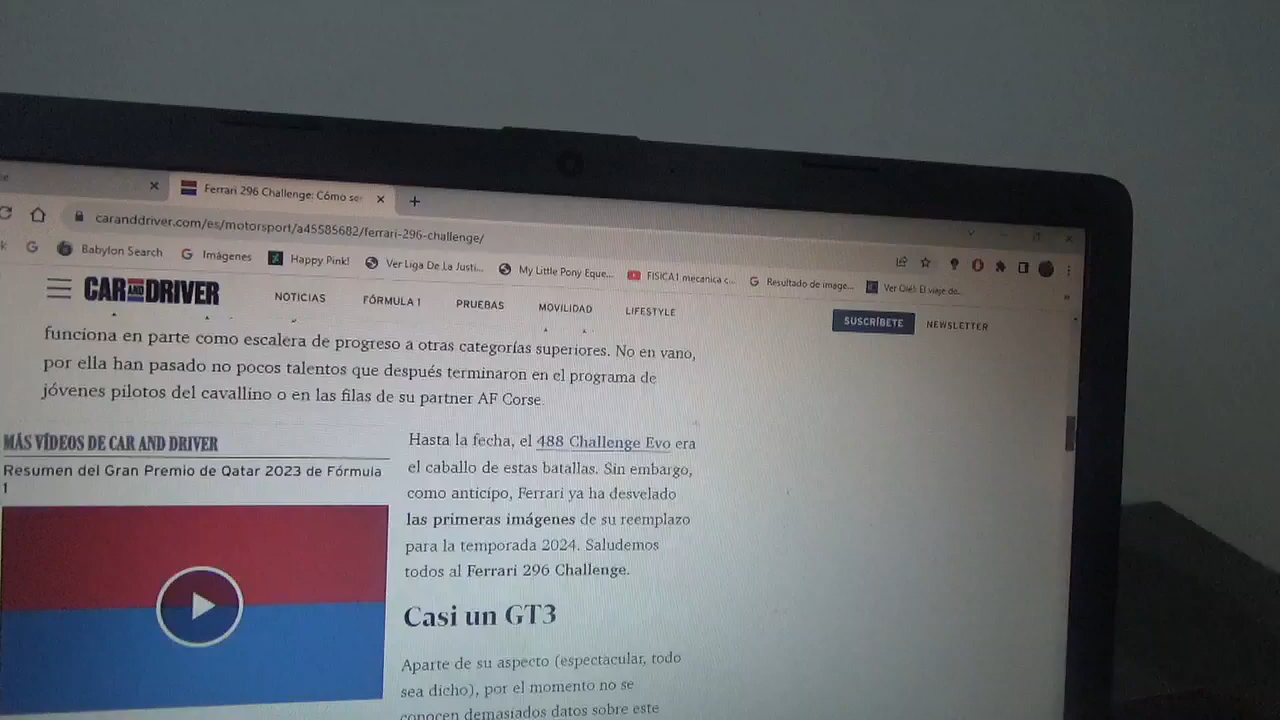 Ferrari 296 Challenge: Cómo se
caranddriver.com/es/motorsport/a45585682/ferrari-296-challenge/
Babylon Search
Imágenes
Happy Pink!
Ver Liga De La Justi...
My Little Pony Eque...
FISICA1 mecanica c...
Resultado de image...
Ver Olé!: El viaje de...
CAR AND DRIVER
NOTICIAS
FÓRMULA 1
PRUEBAS
MOVILIDAD
LIFESTYLE
SUSCRÍBETE
NEWSLETTER
funciona en parte como escalera de progreso a otras categorías superiores. No en vano,
por ella han pasado no pocos talentos que después terminaron en el programa de
jóvenes pilotos del cavallino o en las filas de su partner AF Corse.
MÁS VÍDEOS DE CAR AND DRIVER
Resumen del Gran Premio de Qatar 2023 de Fórmula
1
Hasta la fecha, el 488 Challenge Evo era
el caballo de estas batallas. Sin embargo,
como anticipo, Ferrari ya ha desvelado
las primeras imágenes de su reemplazo
para la temporada 2024. Saludemos
todos al Ferrari 296 Challenge.
Casi un GT3
Aparte de su aspecto (espectacular, todo
sea dicho), por el momento no se
conocen demasiados datos sobre este